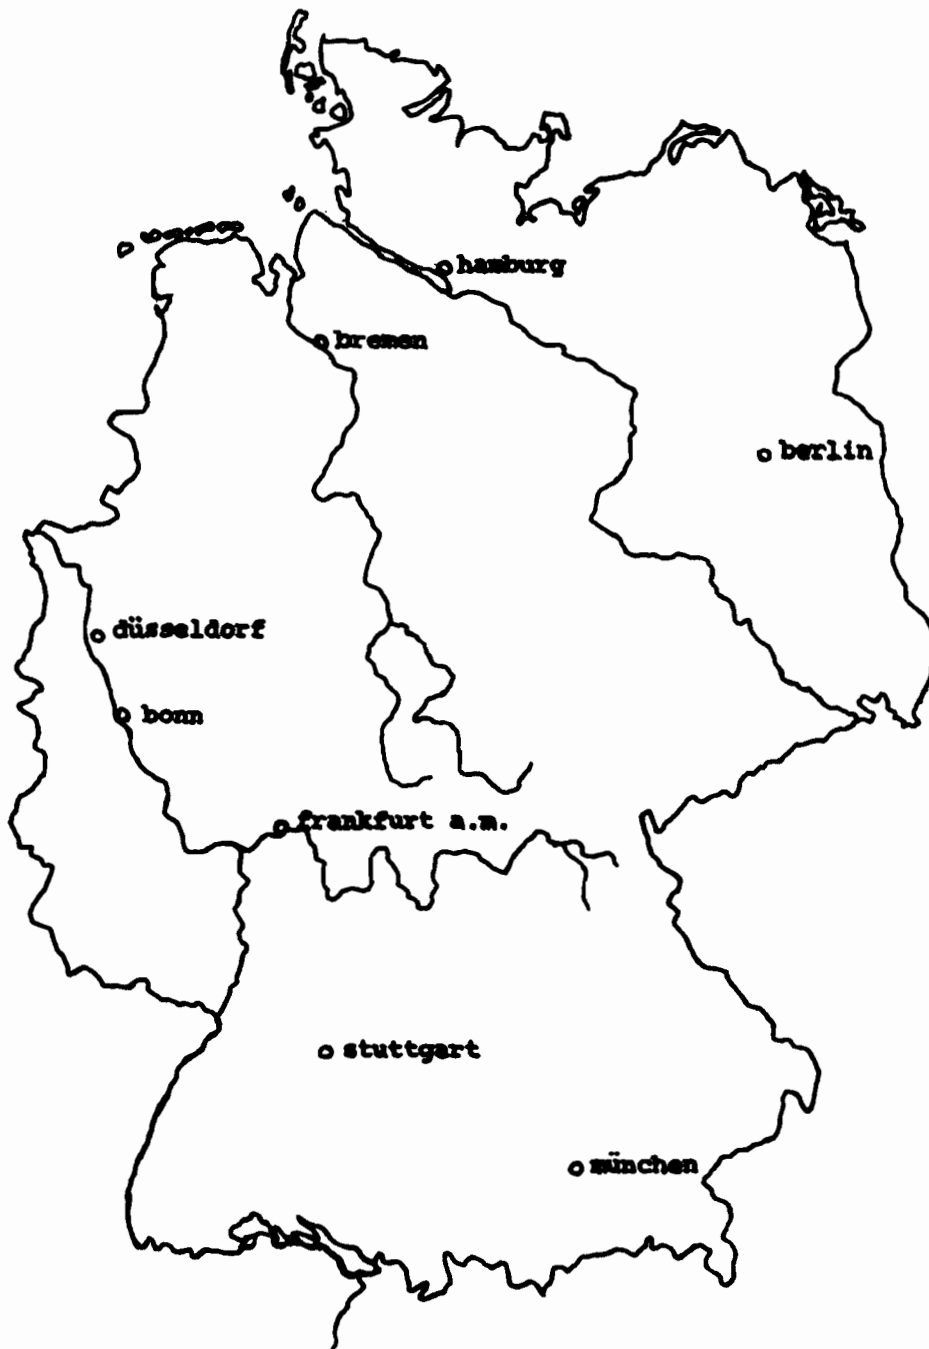 hamburg
bremen
berlin
düsseldorf
bonn
frankfurt a.m.
stuttgart
münchen